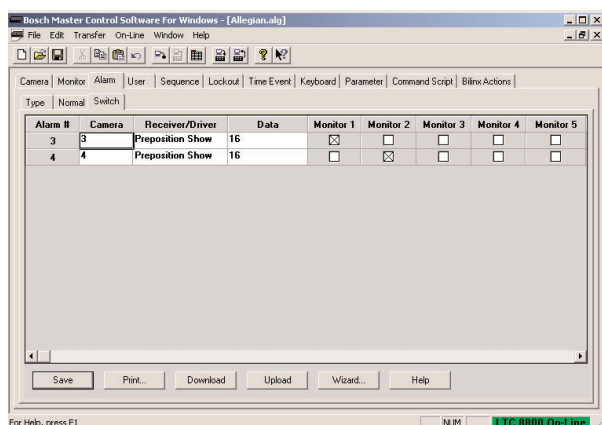 Bosch Master Control Software For Windows - [Allegian.alg]
File Edit Transfer On-Line Window Help
Camera Monitor Alarm User Sequence Lockout Time Event Keyboard Parameter Command Script Bilinx Actions
Type Normal Switch
Alarm # Camera Receiver/Driver Data Monitor 1 Monitor 2 Monitor 3 Monitor 4 Monitor 5
3 3 Preposition Show 16
4 4 Preposition Show 16
Save Print... Download Upload Wizard... Help
For Help, press F1 NUM LTC 8800 On-Line